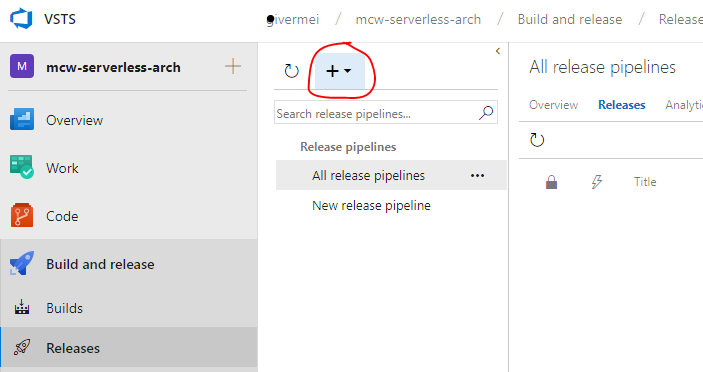 VSTS
givermei / mcw-serverless-arch / Build and release / Release
M mcw-serverless-arch
Overview
Work
Code
Build and release
Builds
Releases
Search release pipelines...
Release pipelines
All release pipelines
New release pipeline
All release pipelines
Overview Releases Analyti
Title